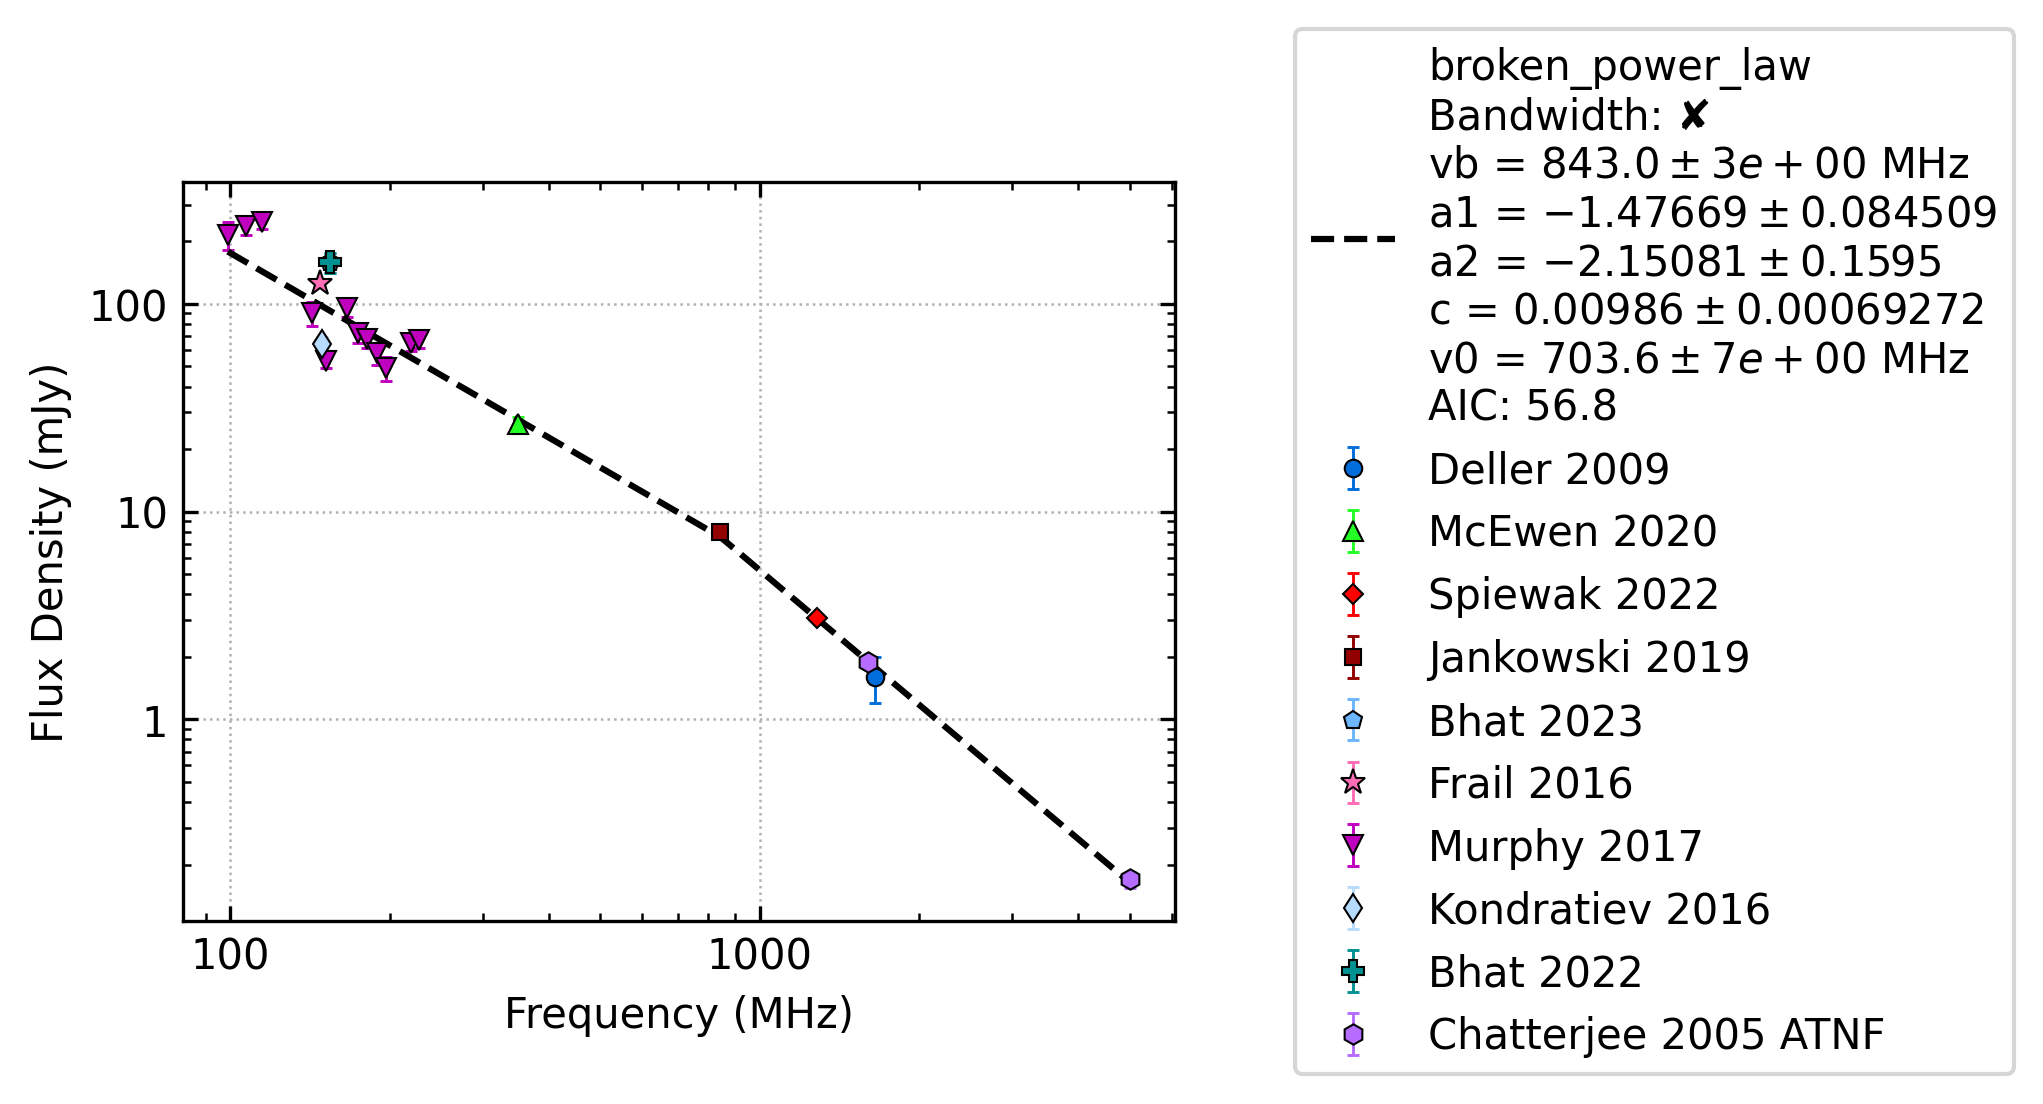 100
10
1
100
1000
Flux Density (mJy)
Frequency (MHz)
broken_power_law
Bandwidth: ✘
vb = 843.0 ± 3e + 00 MHz
a1 = −1.47669 ± 0.084509
a2 = −2.15081 ± 0.1595
c = 0.00986 ± 0.00069272
v0 = 703.6 ± 7e + 00 MHz
AIC: 56.8
Deller 2009
McEwen 2020
Spiewak 2022
Jankowski 2019
Bhat 2023
Frail 2016
Murphy 2017
Kondratiev 2016
Bhat 2022
Chatterjee 2005 ATNF